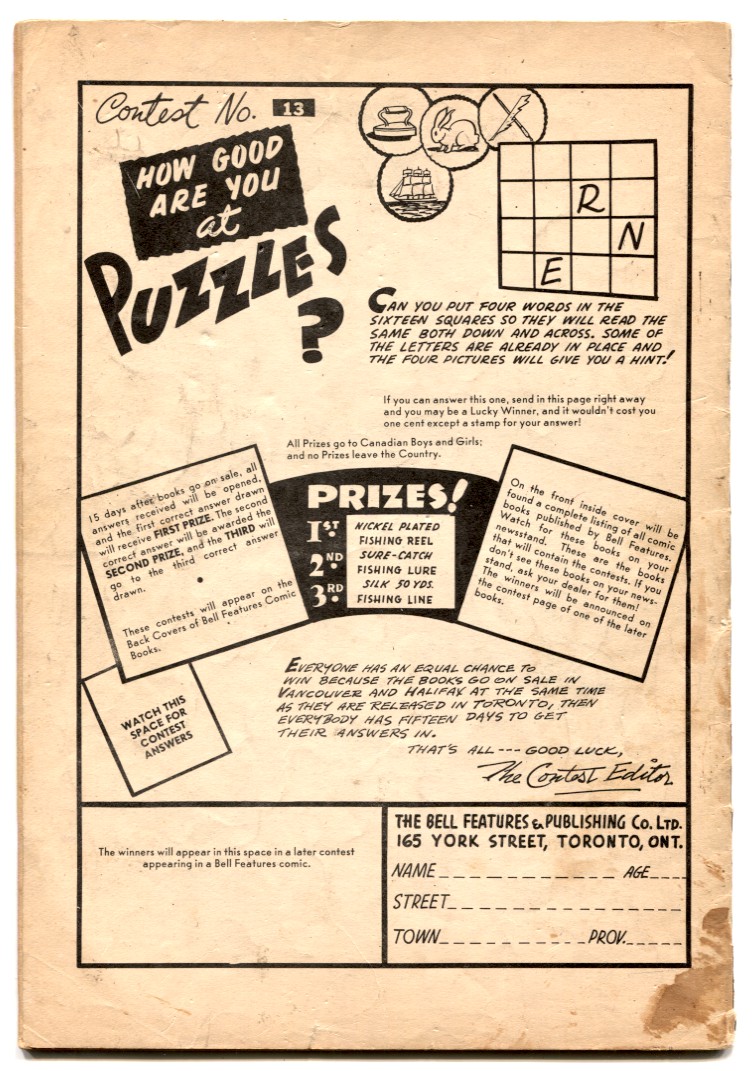 Contest No. 13
HOW GOOD
ARE YOU
at
PUZZLES
?
R
N
E
CAN YOU PUT FOUR WORDS IN THE
SIXTEEN SQUARES SO THEY WILL READ THE
SAME BOTH DOWN AND ACROSS. SOME OF
THE LETTERS ARE ALREADY IN PLACE AND
THE FOUR PICTURES WILL GIVE YOU A HINT!
If you can answer this one, send in this page right away
and you may be a Lucky Winner, and it wouldn't cost you
one cent except a stamp for your answer!
All Prizes go to Canadian Boys and Girls;
and no Prizes leave the Country.
15 days after books go on sale, all
answers received will be opened,
and the first correct answer drawn
will receive FIRST PRIZE. The second
correct answer will be awarded the
SECOND PRIZE, and the THIRD will
go to the third correct answer
drawn.
These contests will appear on the
Back Covers of Bell Features Comic
Books.
PRIZES!
1ST NICKEL PLATED
FISHING REEL
2ND SURE-CATCH
FISHING LURE
3RD SILK 50 YDS.
FISHING LINE
On the front inside cover will be
found a complete listing of all comic
books published by Bell Features.
Watch for these books on your
newsstand. These are the books
that will contain the contests. If you
don't see these books on your news-
stand, ask your dealer for them!
The winners will be announced on
the contest page of one of the later
books.
WATCH THIS
SPACE FOR
CONTEST
ANSWERS
EVERYONE HAS AN EQUAL CHANCE TO
WIN BECAUSE THE BOOKS GO ON SALE IN
VANCOUVER AND HALIFAX AT THE SAME TIME
AS THEY ARE RELEASED IN TORONTO, THEN
EVERYBODY HAS FIFTEEN DAYS TO GET
THEIR ANSWERS IN.
THAT'S ALL --- GOOD LUCK,
The Contest Editor
The winners will appear in this space in a later contest
appearing in a Bell Features comic.
THE BELL FEATURES & PUBLISHING CO. LTD.
165 YORK STREET, TORONTO, ONT.
NAME AGE
STREET
TOWN PROV.